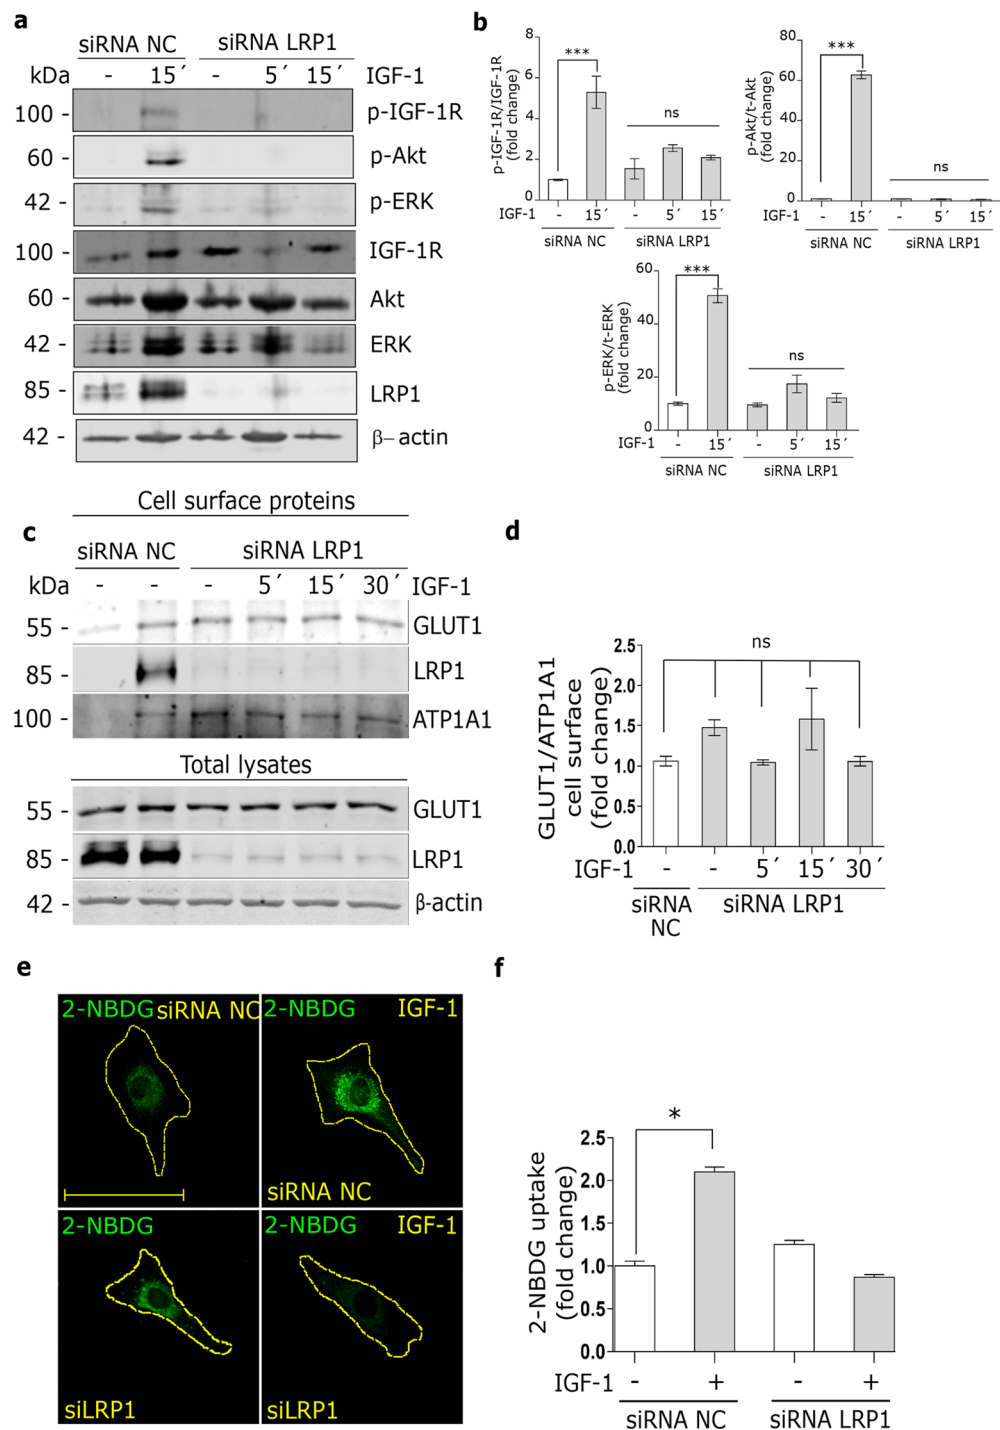 a
siRNA NC siRNA LRP1
kDa - 15´ - 5´ 15´ IGF-1
100 - p-IGF-1R
60 - p-Akt
42 - p-ERK
100 - IGF-1R
60 - Akt
42 - ERK
85 - LRP1
42 - β– actin
b
p-IGF-1R/IGF-1R
(fold change)
8
6
4
2
0
***
ns
IGF-1 - 15´ - 5´ 15´
siRNA NC siRNA LRP1
p-Akt/t-Akt
(fold change)
80
60
40
20
0
***
ns
IGF-1 - 15´ - 5´ 15´
siRNA NC siRNA LRP1
p-ERK/t-ERK
(fold change)
60
40
20
0
***
ns
IGF-1 - 15´ - 5´ 15´
siRNA NC siRNA LRP1
Cell surface proteins
c
siRNA NC siRNA LRP1
kDa - - - 5´ 15´ 30´ IGF-1
55 - GLUT1
85 - LRP1
100 - ATP1A1
Total lysates
55 - GLUT1
85 - LRP1
42 - β-actin
d
GLUT1/ATP1A1
cell surface
(fold change)
2.5
2.0
1.5
1.0
0.5
0.0
ns
IGF-1 - - 5´ 15´ 30´
siRNA
NC
siRNA LRP1
e
2-NBDG siRNA NC
2-NBDG IGF-1
siRNA NC
2-NBDG
siLRP1
2-NBDG IGF-1
siLRP1
f
2-NBDG uptake
(fold change)
2.5
2.0
1.5
1.0
0.5
0.0
*
IGF-1 - + - +
siRNA NC siRNA LRP1